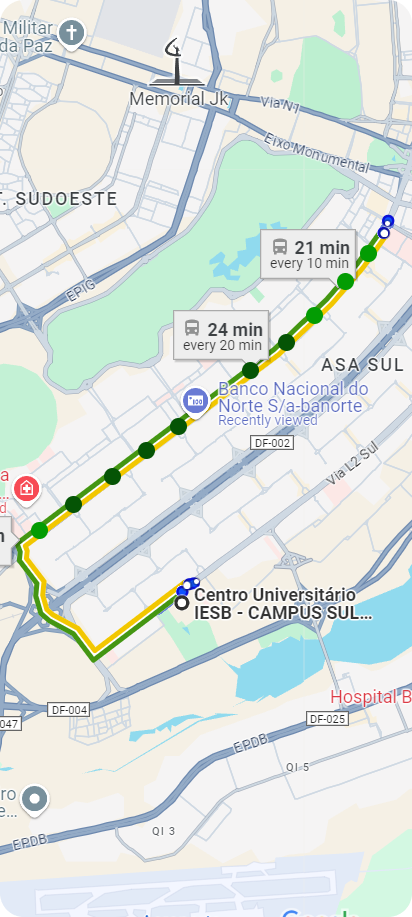 Militar
da Paz
Memorial JK
Via N1
Eixo Monumental
T. SUDOESTE
EPIG
21 min
every 10 min
24 min
every 20 min
ASA SUL
Banco Nacional do
Norte S/a-banorte
Recently viewed
DF-002
Via L2 Sul
Centro Universitário
IESB - CAMPUS SUL...
Hospital B
DF-004
DF-025
047
EPDB
QI 5
QI 3
EPDB